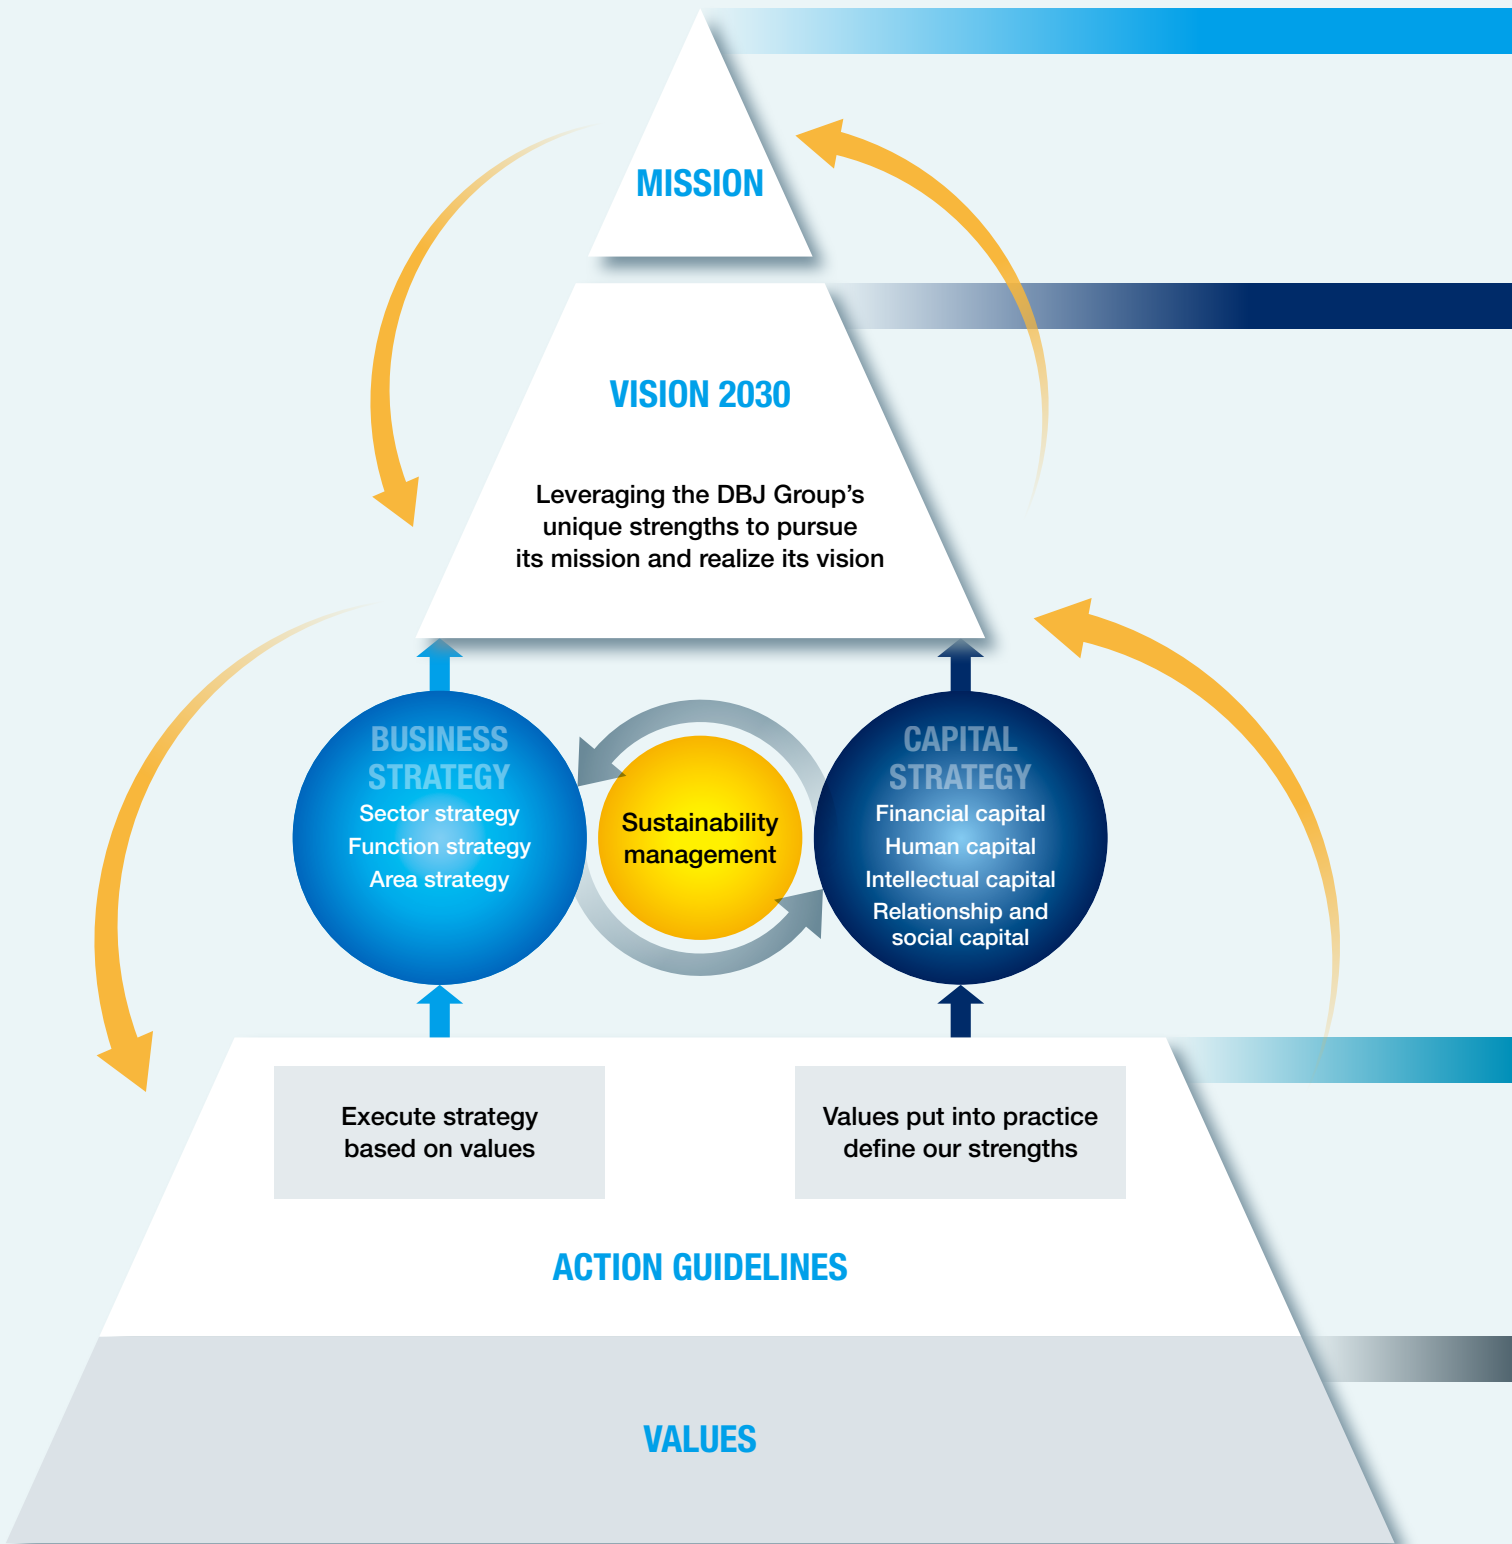 MISSION
VISION 2030
Leveraging the DBJ Group’s
unique strengths to pursue
its mission and realize its vision
BUSINESS
STRATEGY
Sector strategy
Function strategy
Area strategy
Sustainability
management
CAPITAL
STRATEGY
Financial capital
Human capital
Intellectual capital
Relationship and
social capital
Execute strategy
based on values
Values put into practice
define our strengths
ACTION GUIDELINES
VALUES